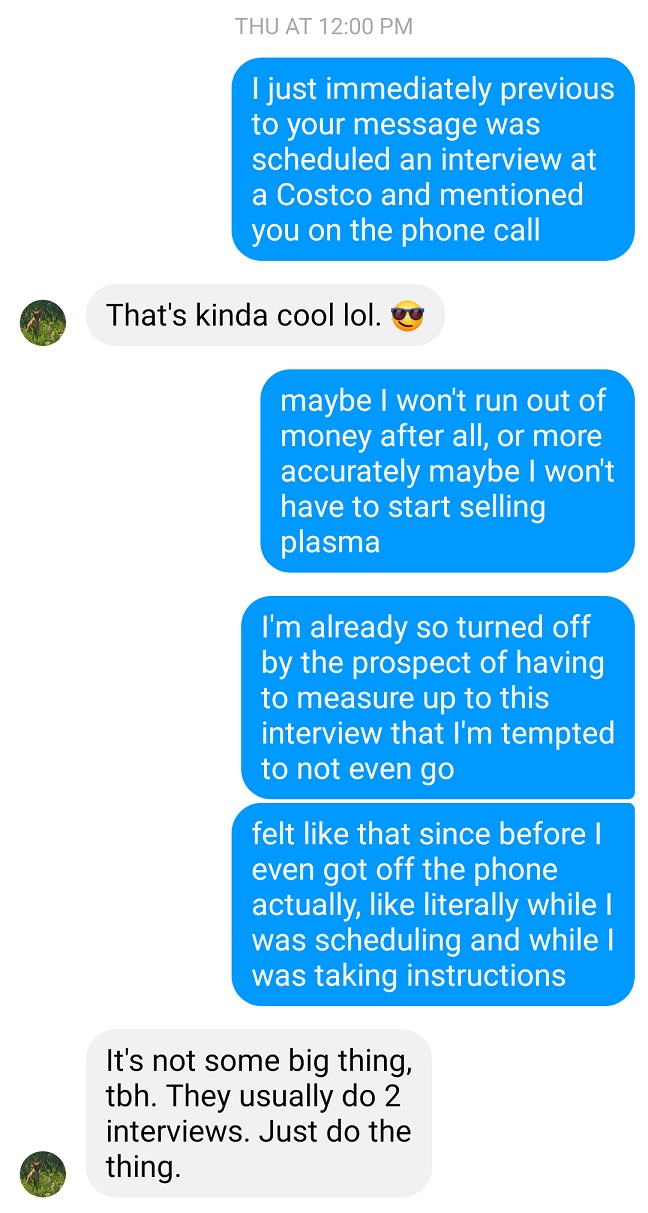 THU AT 12:00 PM
I just immediately previous
to your message was
scheduled an interview at
a Costco and mentioned
you on the phone call
That's kinda cool lol. 😎
maybe I won't run out of
money after all, or more
accurately maybe I won't
have to start selling
plasma
I'm already so turned off
by the prospect of having
to measure up to this
interview that I'm tempted
to not even go
felt like that since before I
even got off the phone
actually, like literally while I
was scheduling and while I
was taking instructions
It's not some big thing,
tbh. They usually do 2
interviews. Just do the
thing.